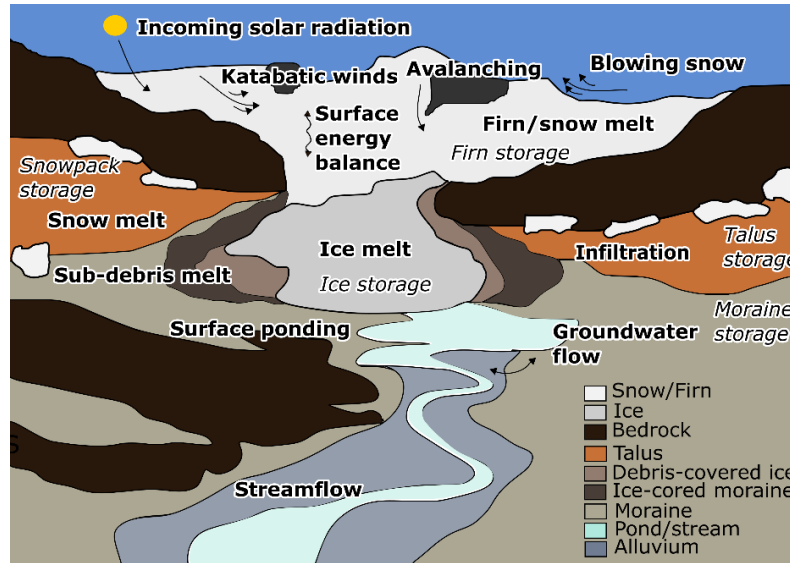 Incoming solar radiation
Katabatic winds
Avalanching
Blowing snow
Surface
energy
balance
Firn/snow melt
Firn storage
Snowpack
storage
Snow melt
Sub-debris melt
Ice melt
Ice storage
Infiltration
Talus
storage
Moraine
storage
Surface ponding
Groundwater
flow
Streamflow
s
Snow/Firn
Ice
Bedrock
Talus
Debris-covered ice
Ice-cored moraine
Moraine
Pond/stream
Alluvium